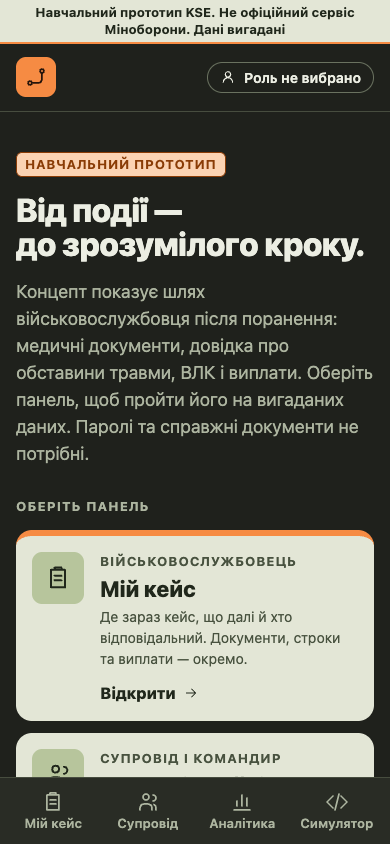 Навчальний прототип KSE. Не офіційний сервіс
Міноборони. Дані вигадані
Роль не вибрано
НАВЧАЛЬНИЙ ПРОТОТИП
Від події —
до зрозумілого кроку.
Концепт показує шлях
військовослужбовця після поранення:
медичні документи, довідка про
обставини травми, ВЛК і виплати. Оберіть
панель, щоб пройти його на вигаданих
даних. Паролі та справжні документи не
потрібні.
ОБЕРІТЬ ПАНЕЛЬ
ВІЙСЬКОВОСЛУЖБОВЕЦЬ
Мій кейс
Де зараз кейс, що далі й хто
відповідальний. Документи, строки
та виплати — окремо.
Відкрити →
СУПРОВІД І КОМАНДИР
Мій кейс
Супровід
Аналітика
Симулятор